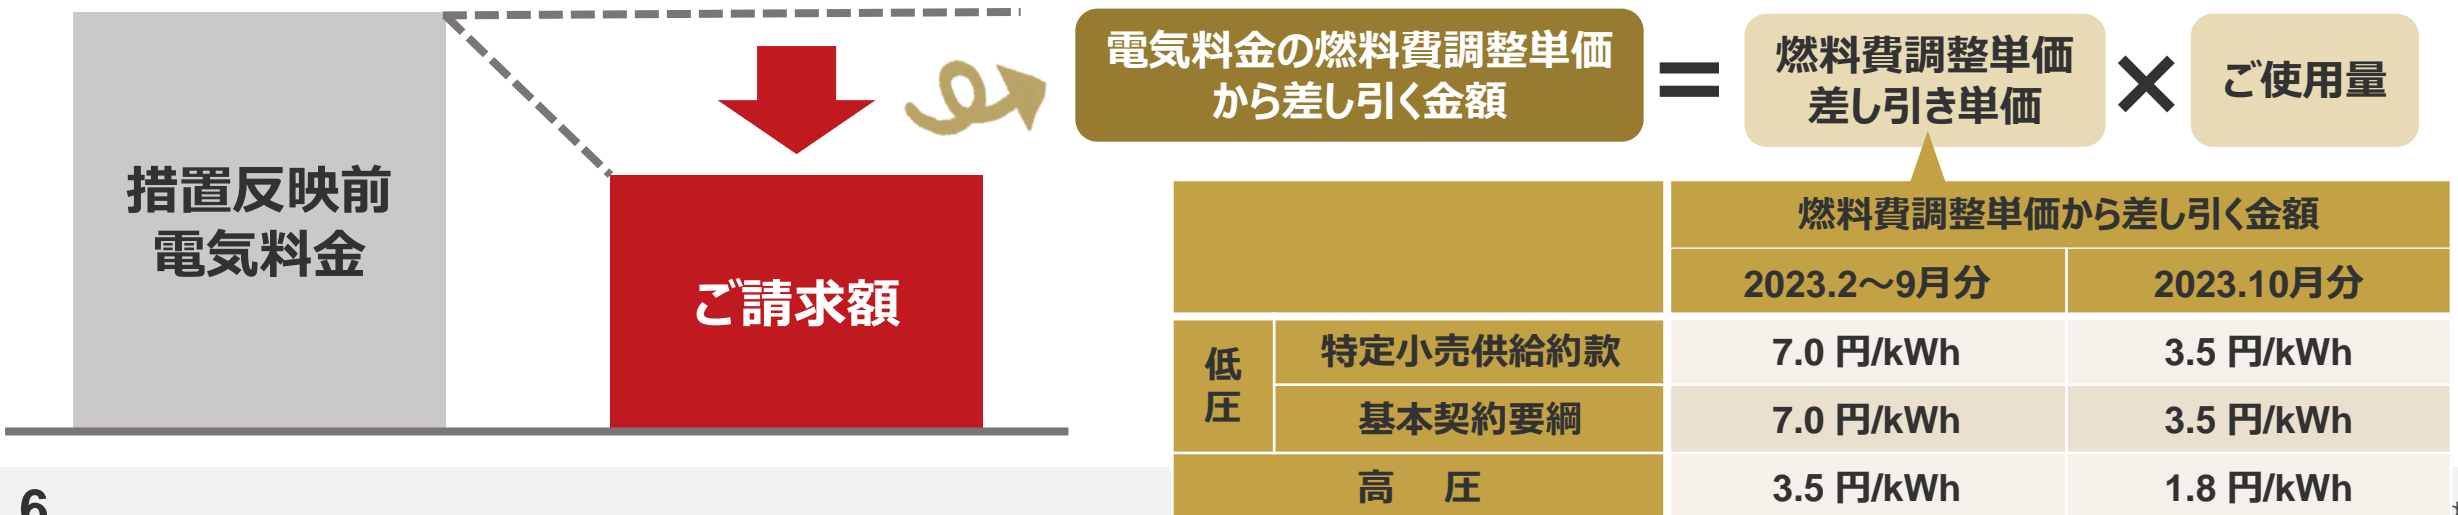 措置反映前
電気料金
ご請求額
電気料金の燃料費調整単価
から差し引く金額
=
燃料費調整単価
差し引き単価
×
ご使用量
燃料費調整単価から差し引く金額
2023.2～9月分 2023.10月分
低圧
特定小売供給約款 7.0 円/kWh 3.5 円/kWh
基本契約要綱 7.0 円/kWh 3.5 円/kWh
高 圧 3.5 円/kWh 1.8 円/kWh
6